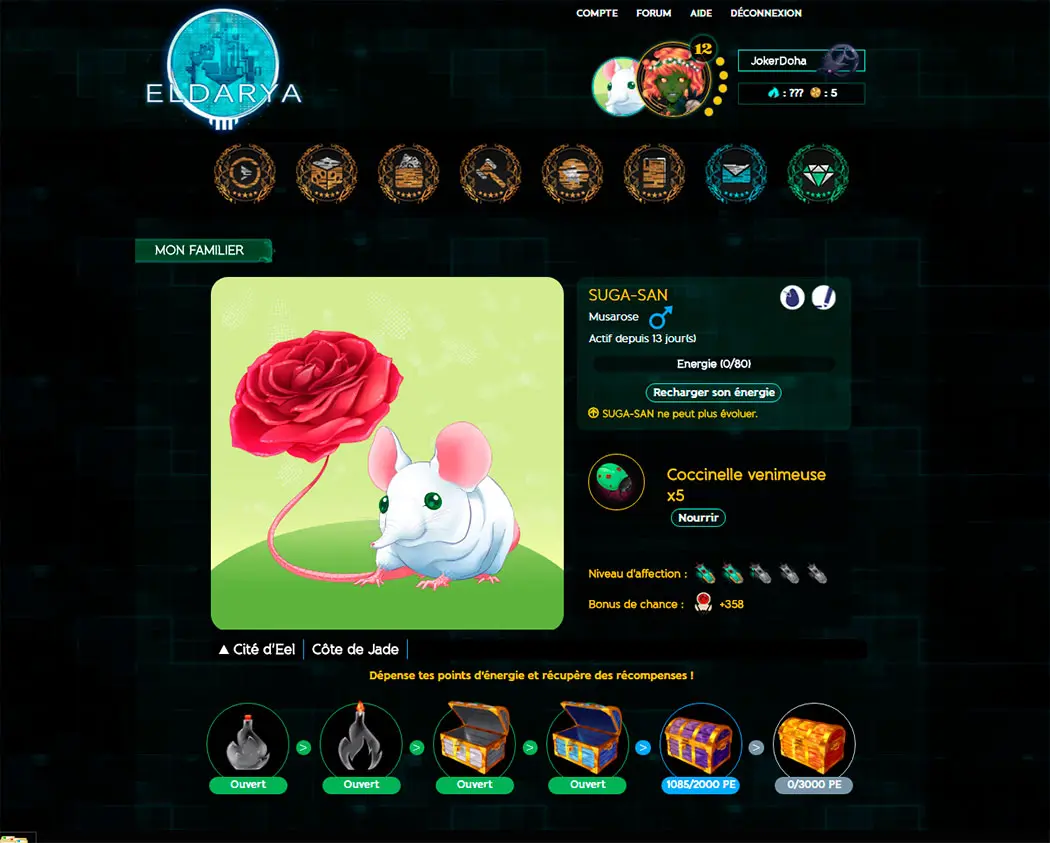 COMPTE FORUM AIDE DÉCONNEXION
ELDARYA
12
JokerDoha
: ??? : 5
MON FAMILIER
SUGA-SAN
Musarose
Actif depuis 13 jour(s)
Energie (0/80)
Recharger son énergie
SUGA-SAN ne peut plus évoluer.
Coccinelle venimeuse
x5
Nourrir
Niveau d'affection :
Bonus de chance : +358
Cité d'Eel Côte de Jade
Dépense tes points d'énergie et récupère des récompenses !
> > > > >
Ouvert Ouvert Ouvert Ouvert 1085/2000 PE 0/3000 PE